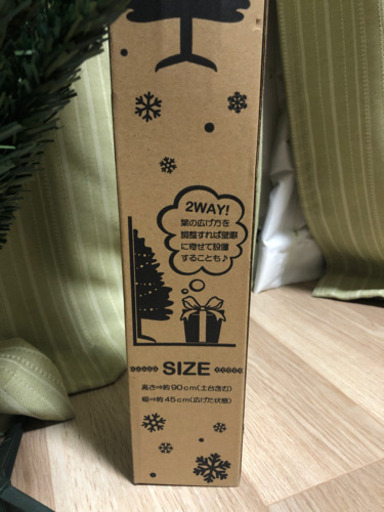 2WAY!
葉の広げ方を
調整すれば壁際
に寄せて設置
することも♪
SIZE
高さ⇒約90cm(土台含む)
幅⇒約45cm(広げた状態)